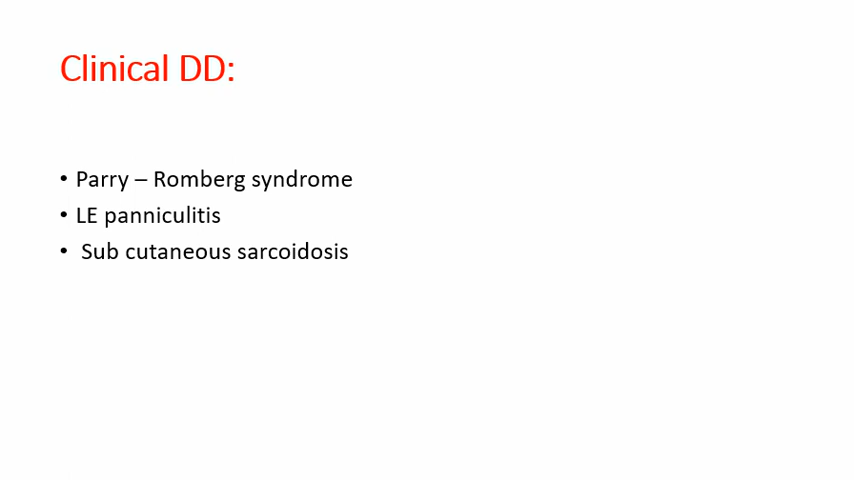 Clinical DD:
• Parry – Romberg syndrome
• LE panniculitis
• Sub cutaneous sarcoidosis